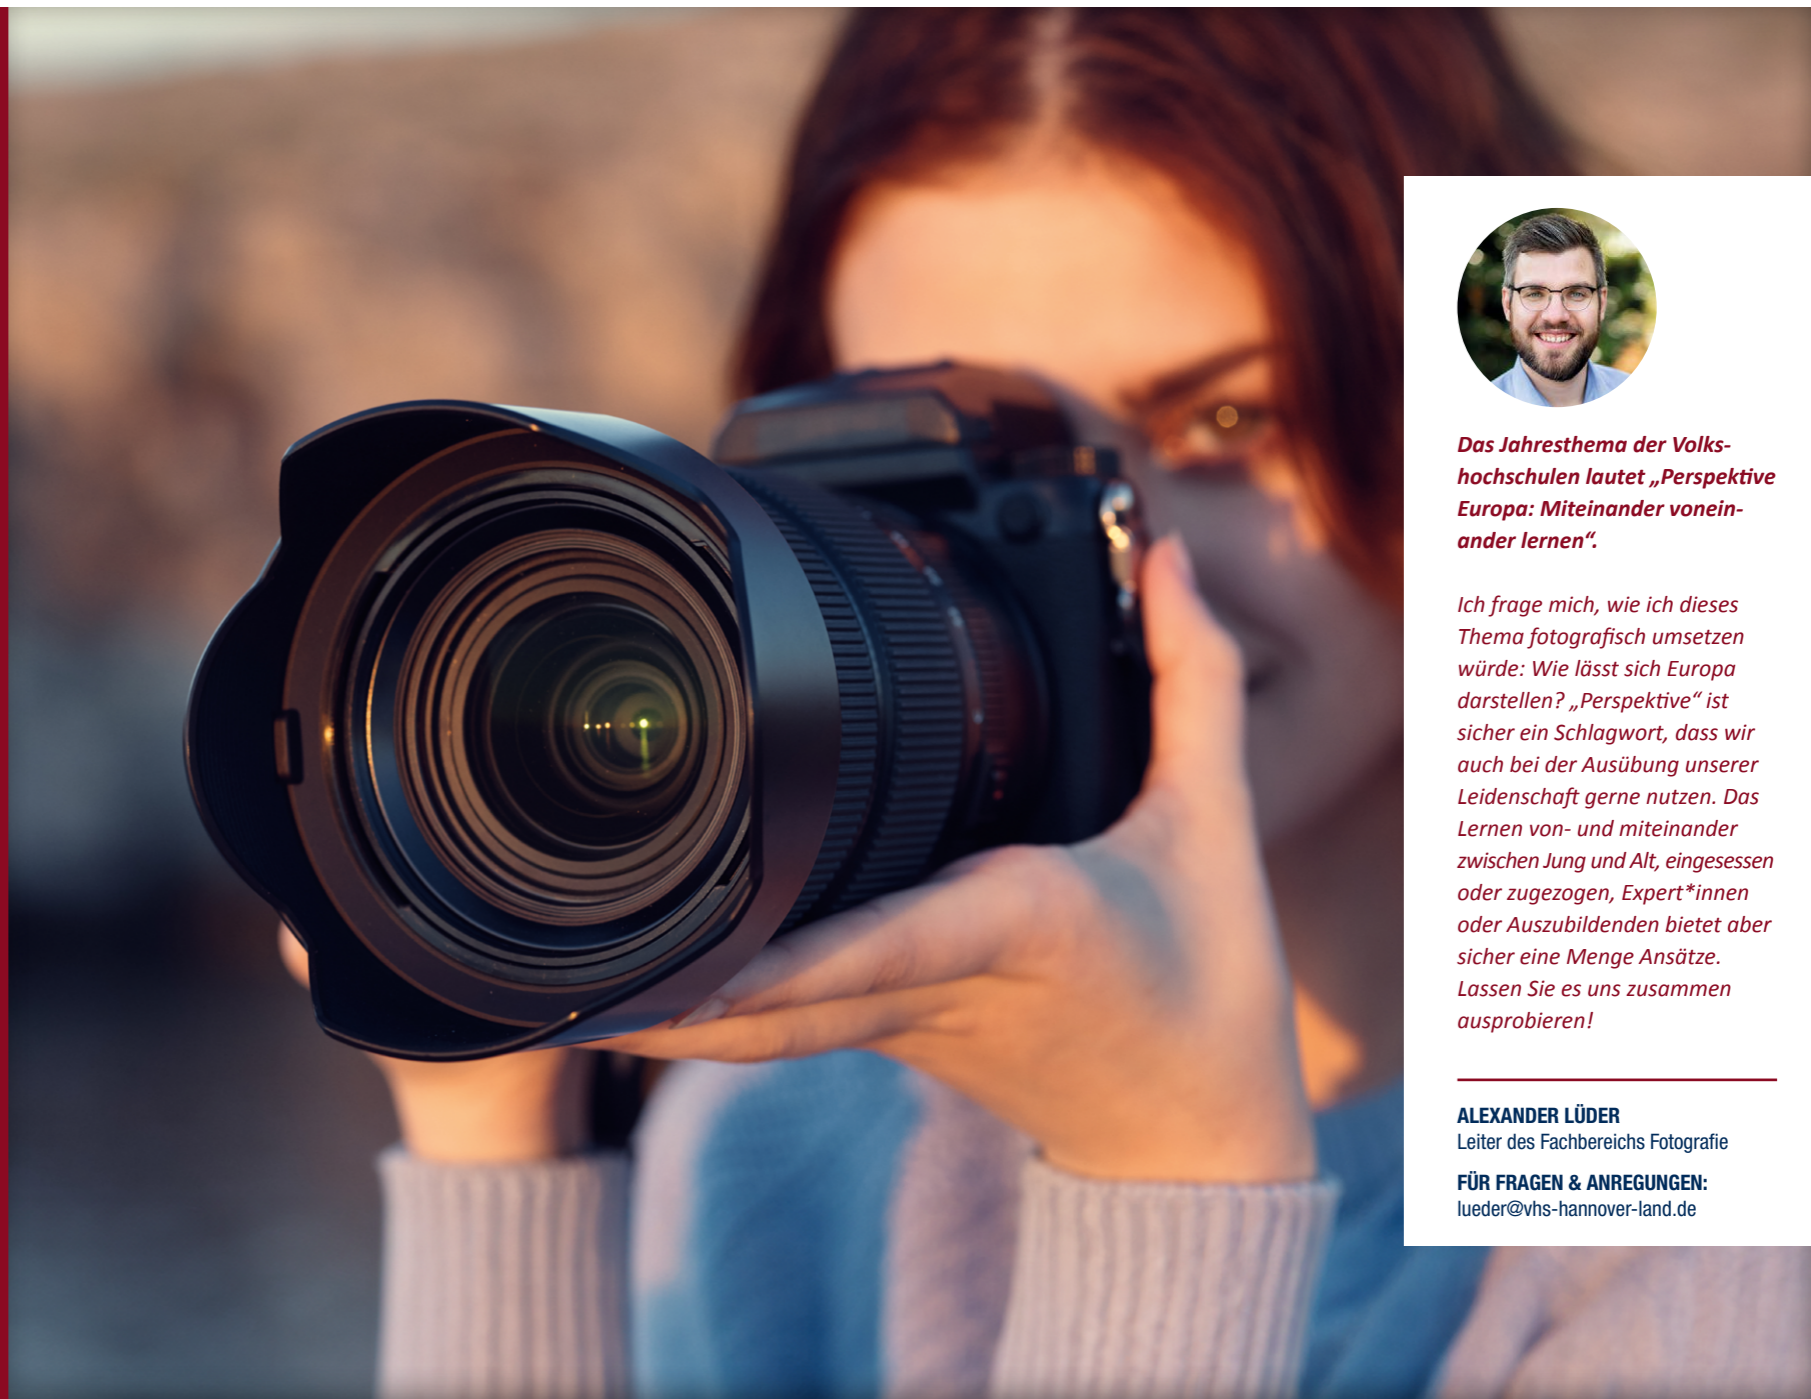 Das Jahresthema der Volks-
hochschulen lautet „Perspektive
Europa: Miteinander vonein-
ander lernen“.
Ich frage mich, wie ich dieses
Thema fotografisch umsetzen
würde: Wie lässt sich Europa
darstellen? „Perspektive“ ist
sicher ein Schlagwort, dass wir
auch bei der Ausübung unserer
Leidenschaft gerne nutzen. Das
Lernen von- und miteinander
zwischen Jung und Alt, eingesessen
oder zugezogen, Expert*innen
oder Auszubildenden bietet aber
sicher eine Menge Ansätze.
Lassen Sie es uns zusammen
ausprobieren!
ALEXANDER LÜDER
Leiter des Fachbereichs Fotografie
FÜR FRAGEN & ANREGUNGEN:
lueder@vhs-hannover-land.de